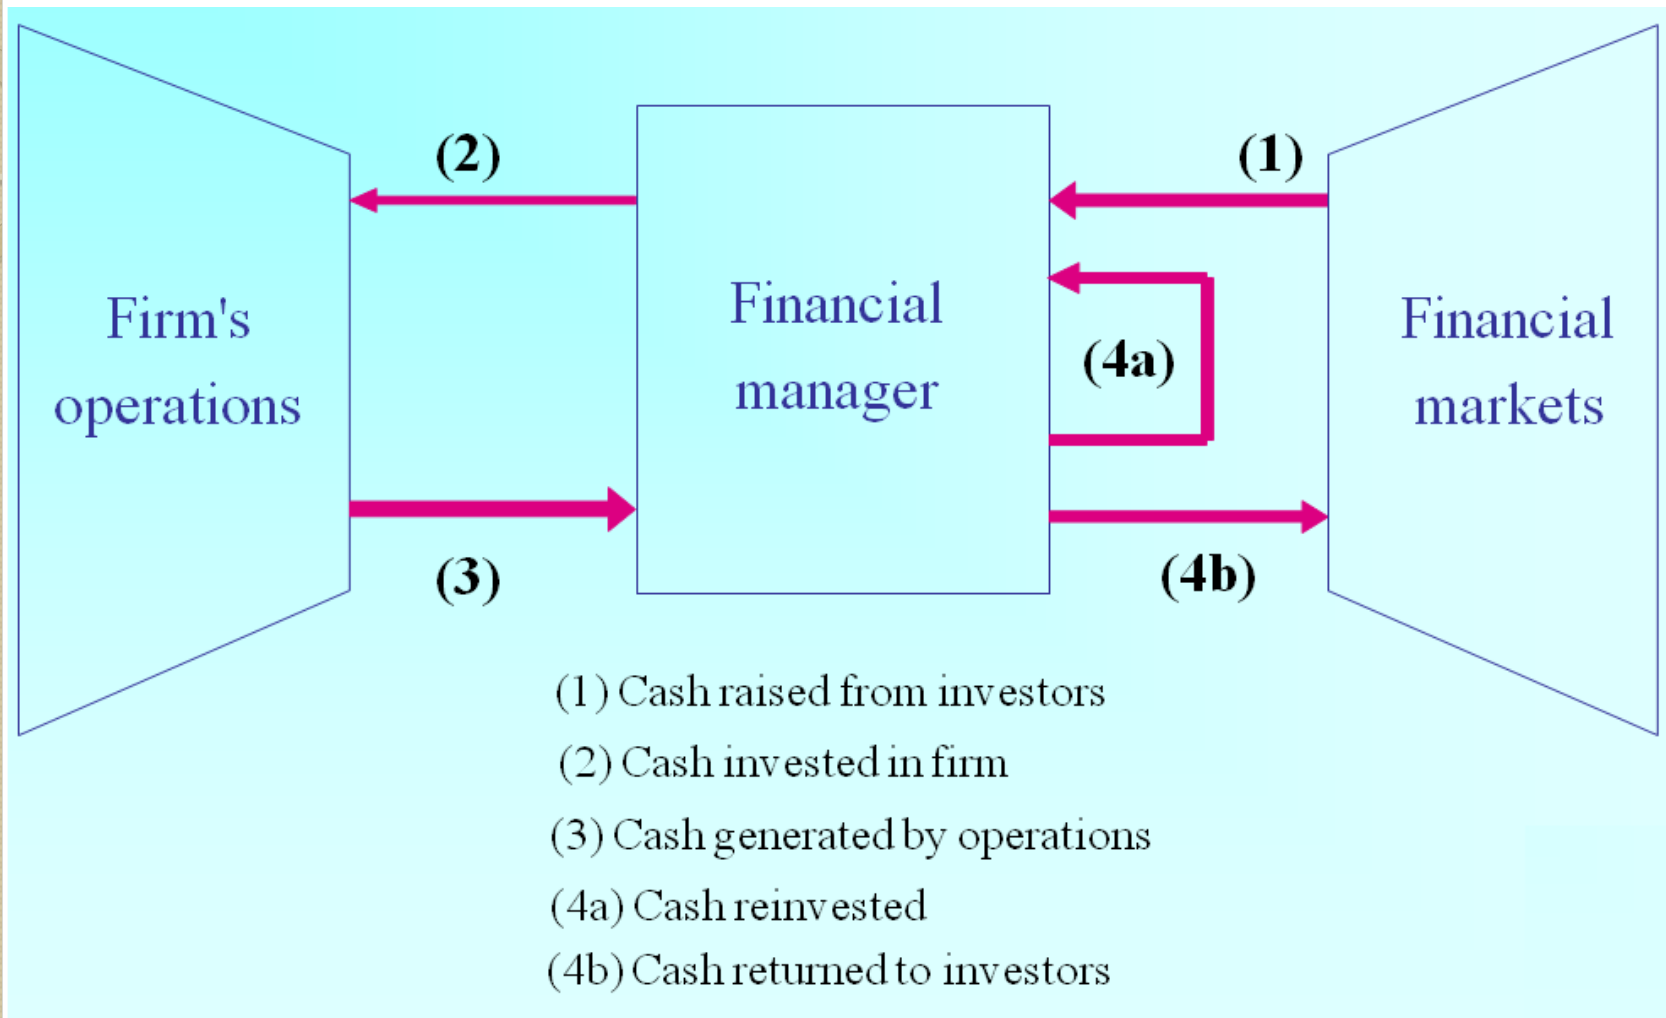 (2)
(1)
Firm's
operations
Financial
manager
(4a)
Financial
markets
(3)
(4b)
(1) Cash raised from investors
(2) Cash invested in firm
(3) Cash generated by operations
(4a) Cash reinvested
(4b) Cash returned to investors